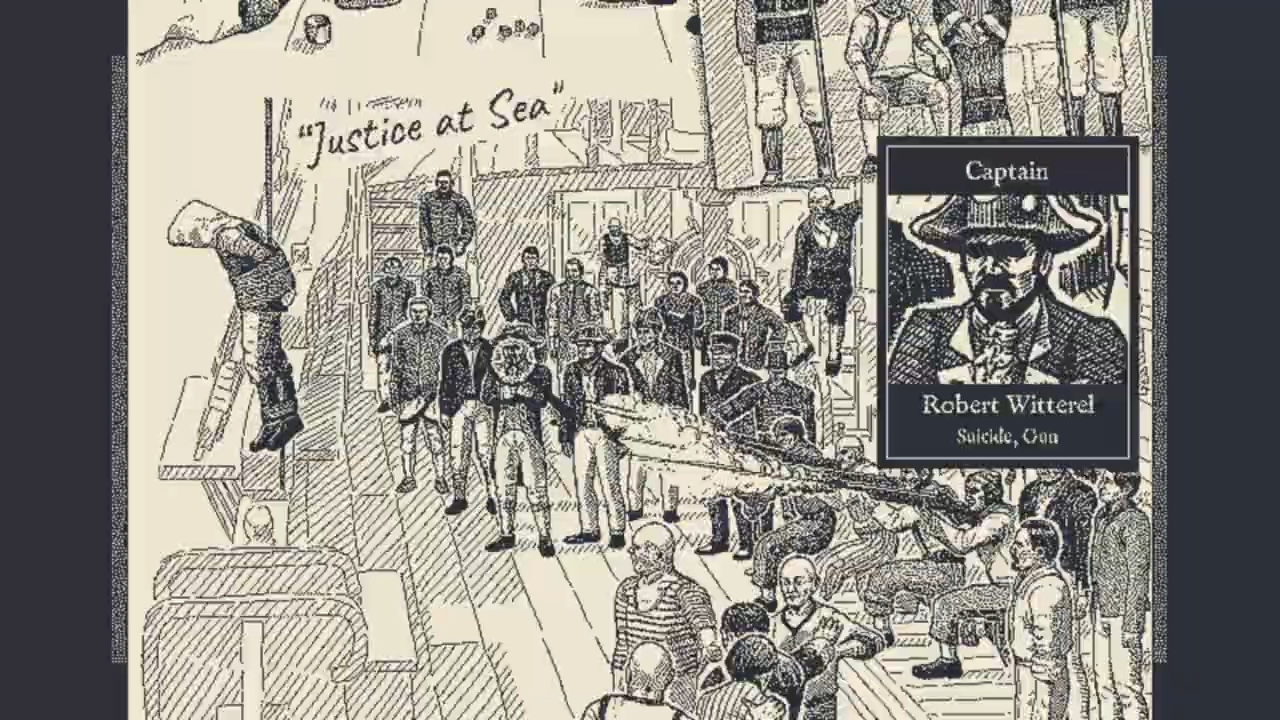 “Justice at Sea”
Captain
Robert Witterel
Suicide, Gun